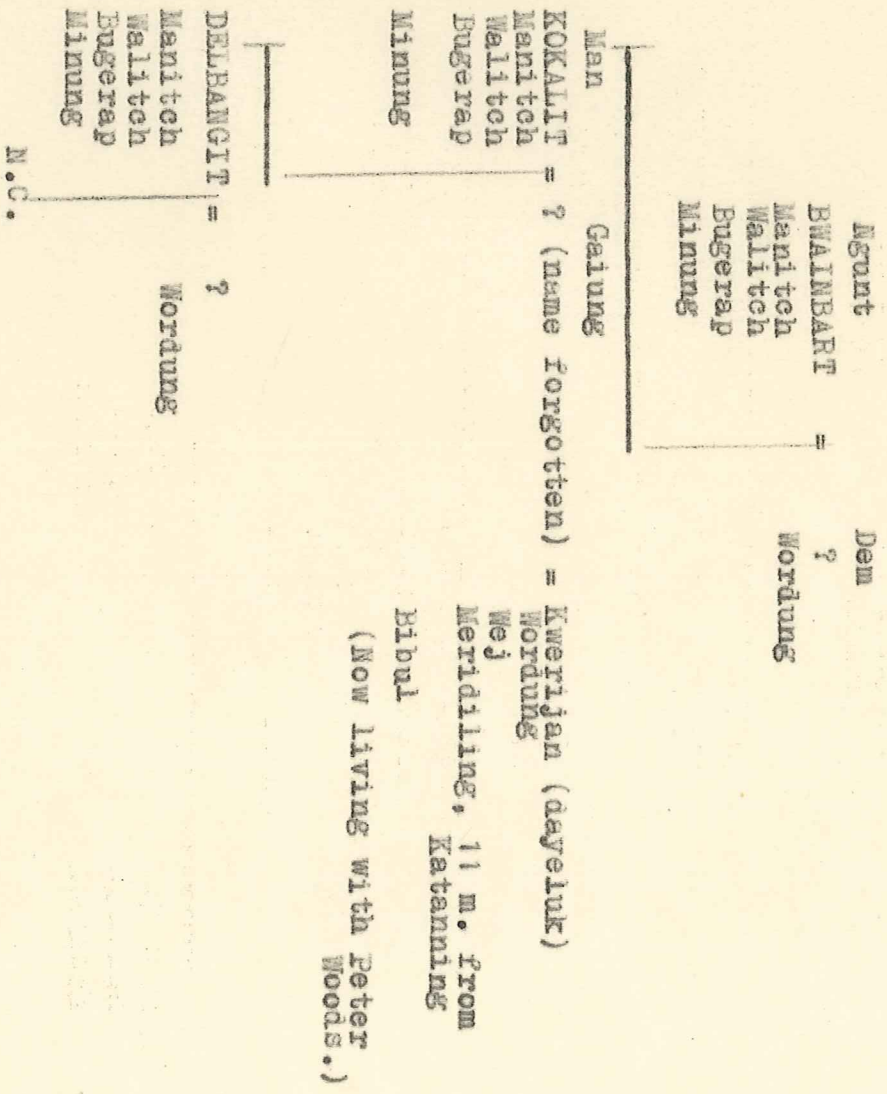 Ngunt Dem
BWAINBART = ?
Manitch Wordung
Walitch
Bugerap
Minung
Man Gaiung
KOKALIT = ? (name forgotten) = Kwerijan (dayeluk)
Manitch Wordung
Walitch Wej
Bugerap Meridiling, 11 m. from
Katanning
Minung Bibul
(Now living with Peter
Woods.)
DELBANGIT = ?
Manitch Wordung
Walitch
Bugerap
Minung
N.C.